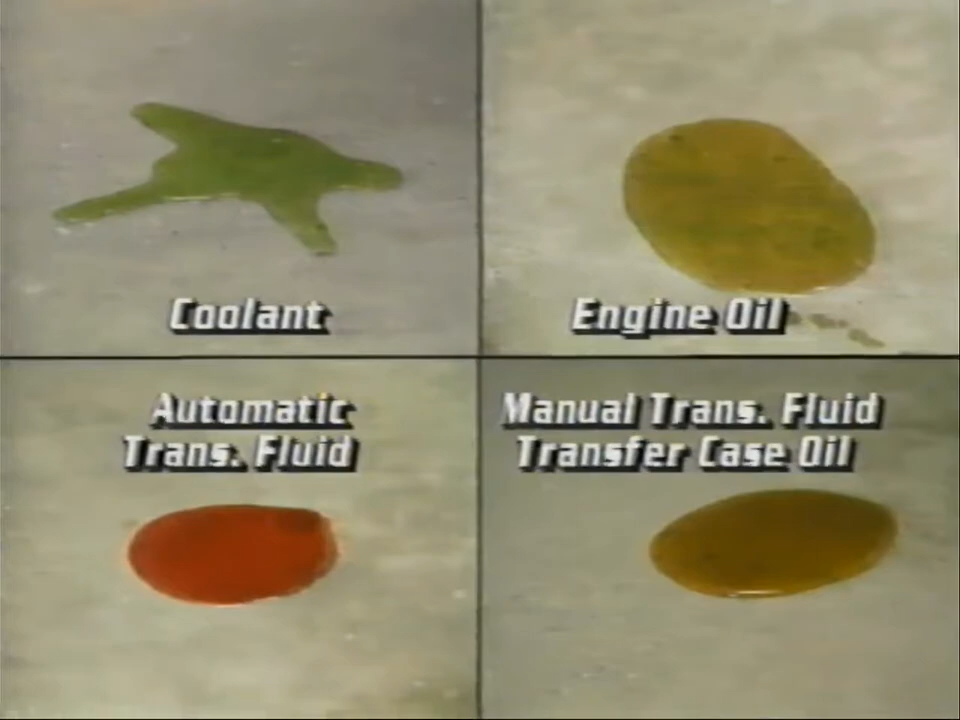 Coolant
Engine Oil
Automatic
Trans. Fluid
Manual Trans. Fluid
Transfer Case Oil